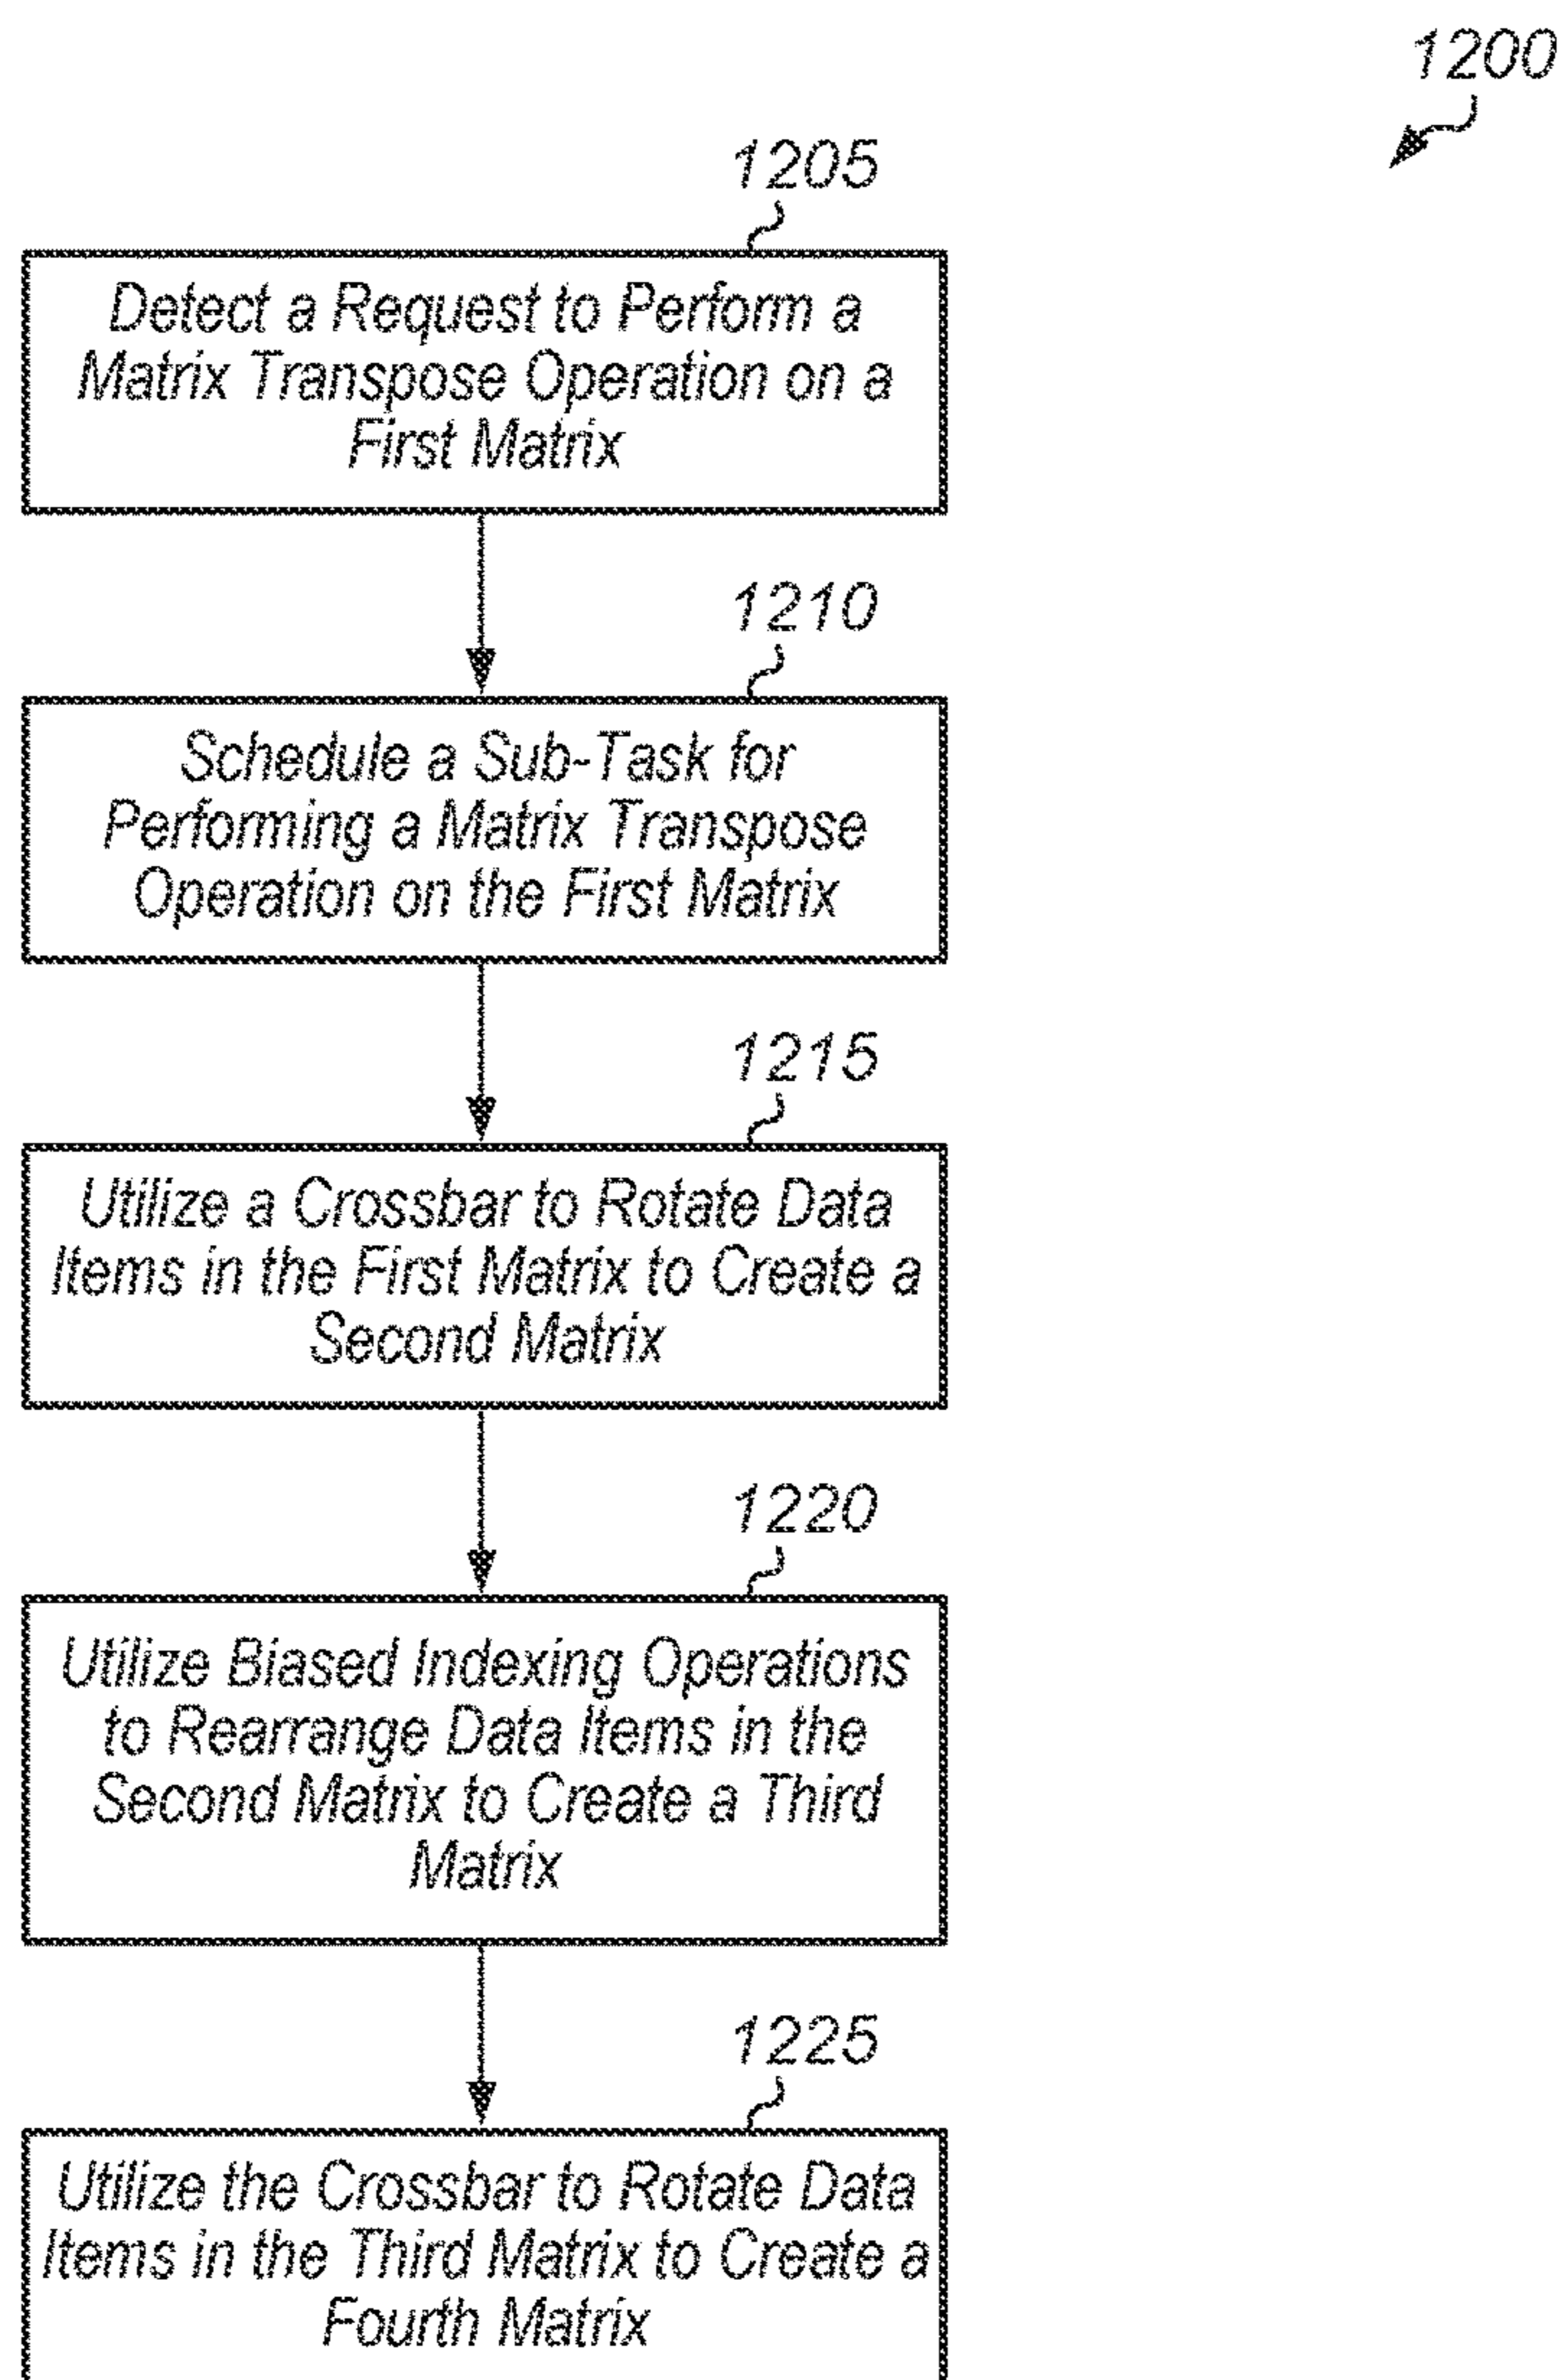 1200
1205
Detect a Request to Perform a
Matrix Transpose Operation on a
First Matrix
1210
Schedule a Sub-Task for
Performing a Matrix Transpose
Operation on the First Matrix
1215
Utilize a Crossbar to Rotate Data
Items in the First Matrix to Create a
Second Matrix
1220
Utilize Biased Indexing Operations
to Rearrange Data Items in the
Second Matrix to Create a Third
Matrix
1225
Utilize the Crossbar to Rotate Data
Items in the Third Matrix to Create a
Fourth Matrix